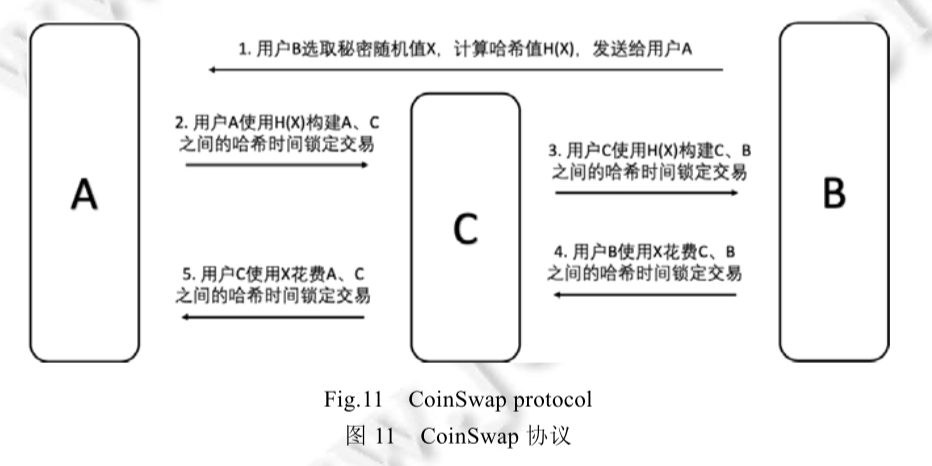 1. 用户B选取秘密随机值X，计算哈希值H(X)，发送给用户A
2. 用户A使用H(X)构建A、C
之间的哈希时间锁定交易
3. 用户C使用H(X)构建C、B
之间的哈希时间锁定交易
A
C
B
4. 用户B使用X花费C、B
之间的哈希时间锁定交易
5. 用户C使用X花费A、C
之间的哈希时间锁定交易
Fig.11 CoinSwap protocol
图 11 CoinSwap 协议